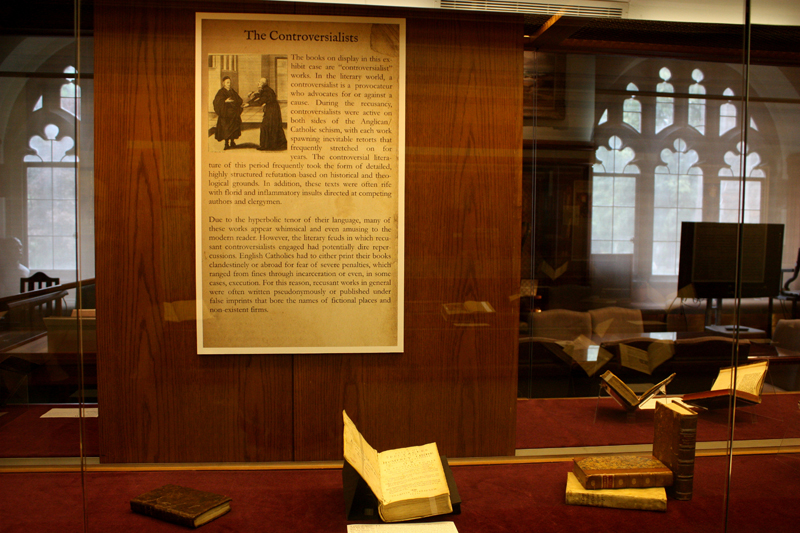 The Controversialists
The books on display in this ex-
hibit case are "controversialist"
works. In the literary world, a
controversialist is a provocateur
who advocates for or against a
cause. During the recusancy,
controversialists were active on
both sides of the Anglican/
Catholic schism, with each work
spawning inevitable retorts that
frequently stretched on for
years. The controversial litera-
ture of this period frequently took the form of detailed,
highly structured refutation based on historical and theo-
logical grounds. In addition, these texts were often rife
with florid and inflammatory insults directed at competing
authors and clergymen.
Due to the hyperbolic tenor of their language, many of
these works appear whimsical and even amusing to the
modern reader. However, the literary feuds in which recu-
sant controversialists engaged had potentially dire reper-
cussions. English Catholics had to either print their books
clandestinely or abroad for fear of severe penalties, which
ranged from fines through incarceration or even, in some
cases, execution. For this reason, recusant works in general
were often written pseudonymously or published under
false imprints that bore the names of fictional places and
non-existent firms.